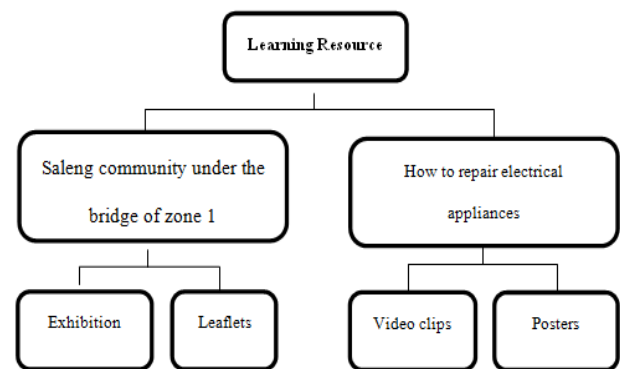 Learning Resource
Saleng community under the
bridge of zone 1
How to repair electrical
appliances
Exhibition
Leaflets
Video clips
Posters